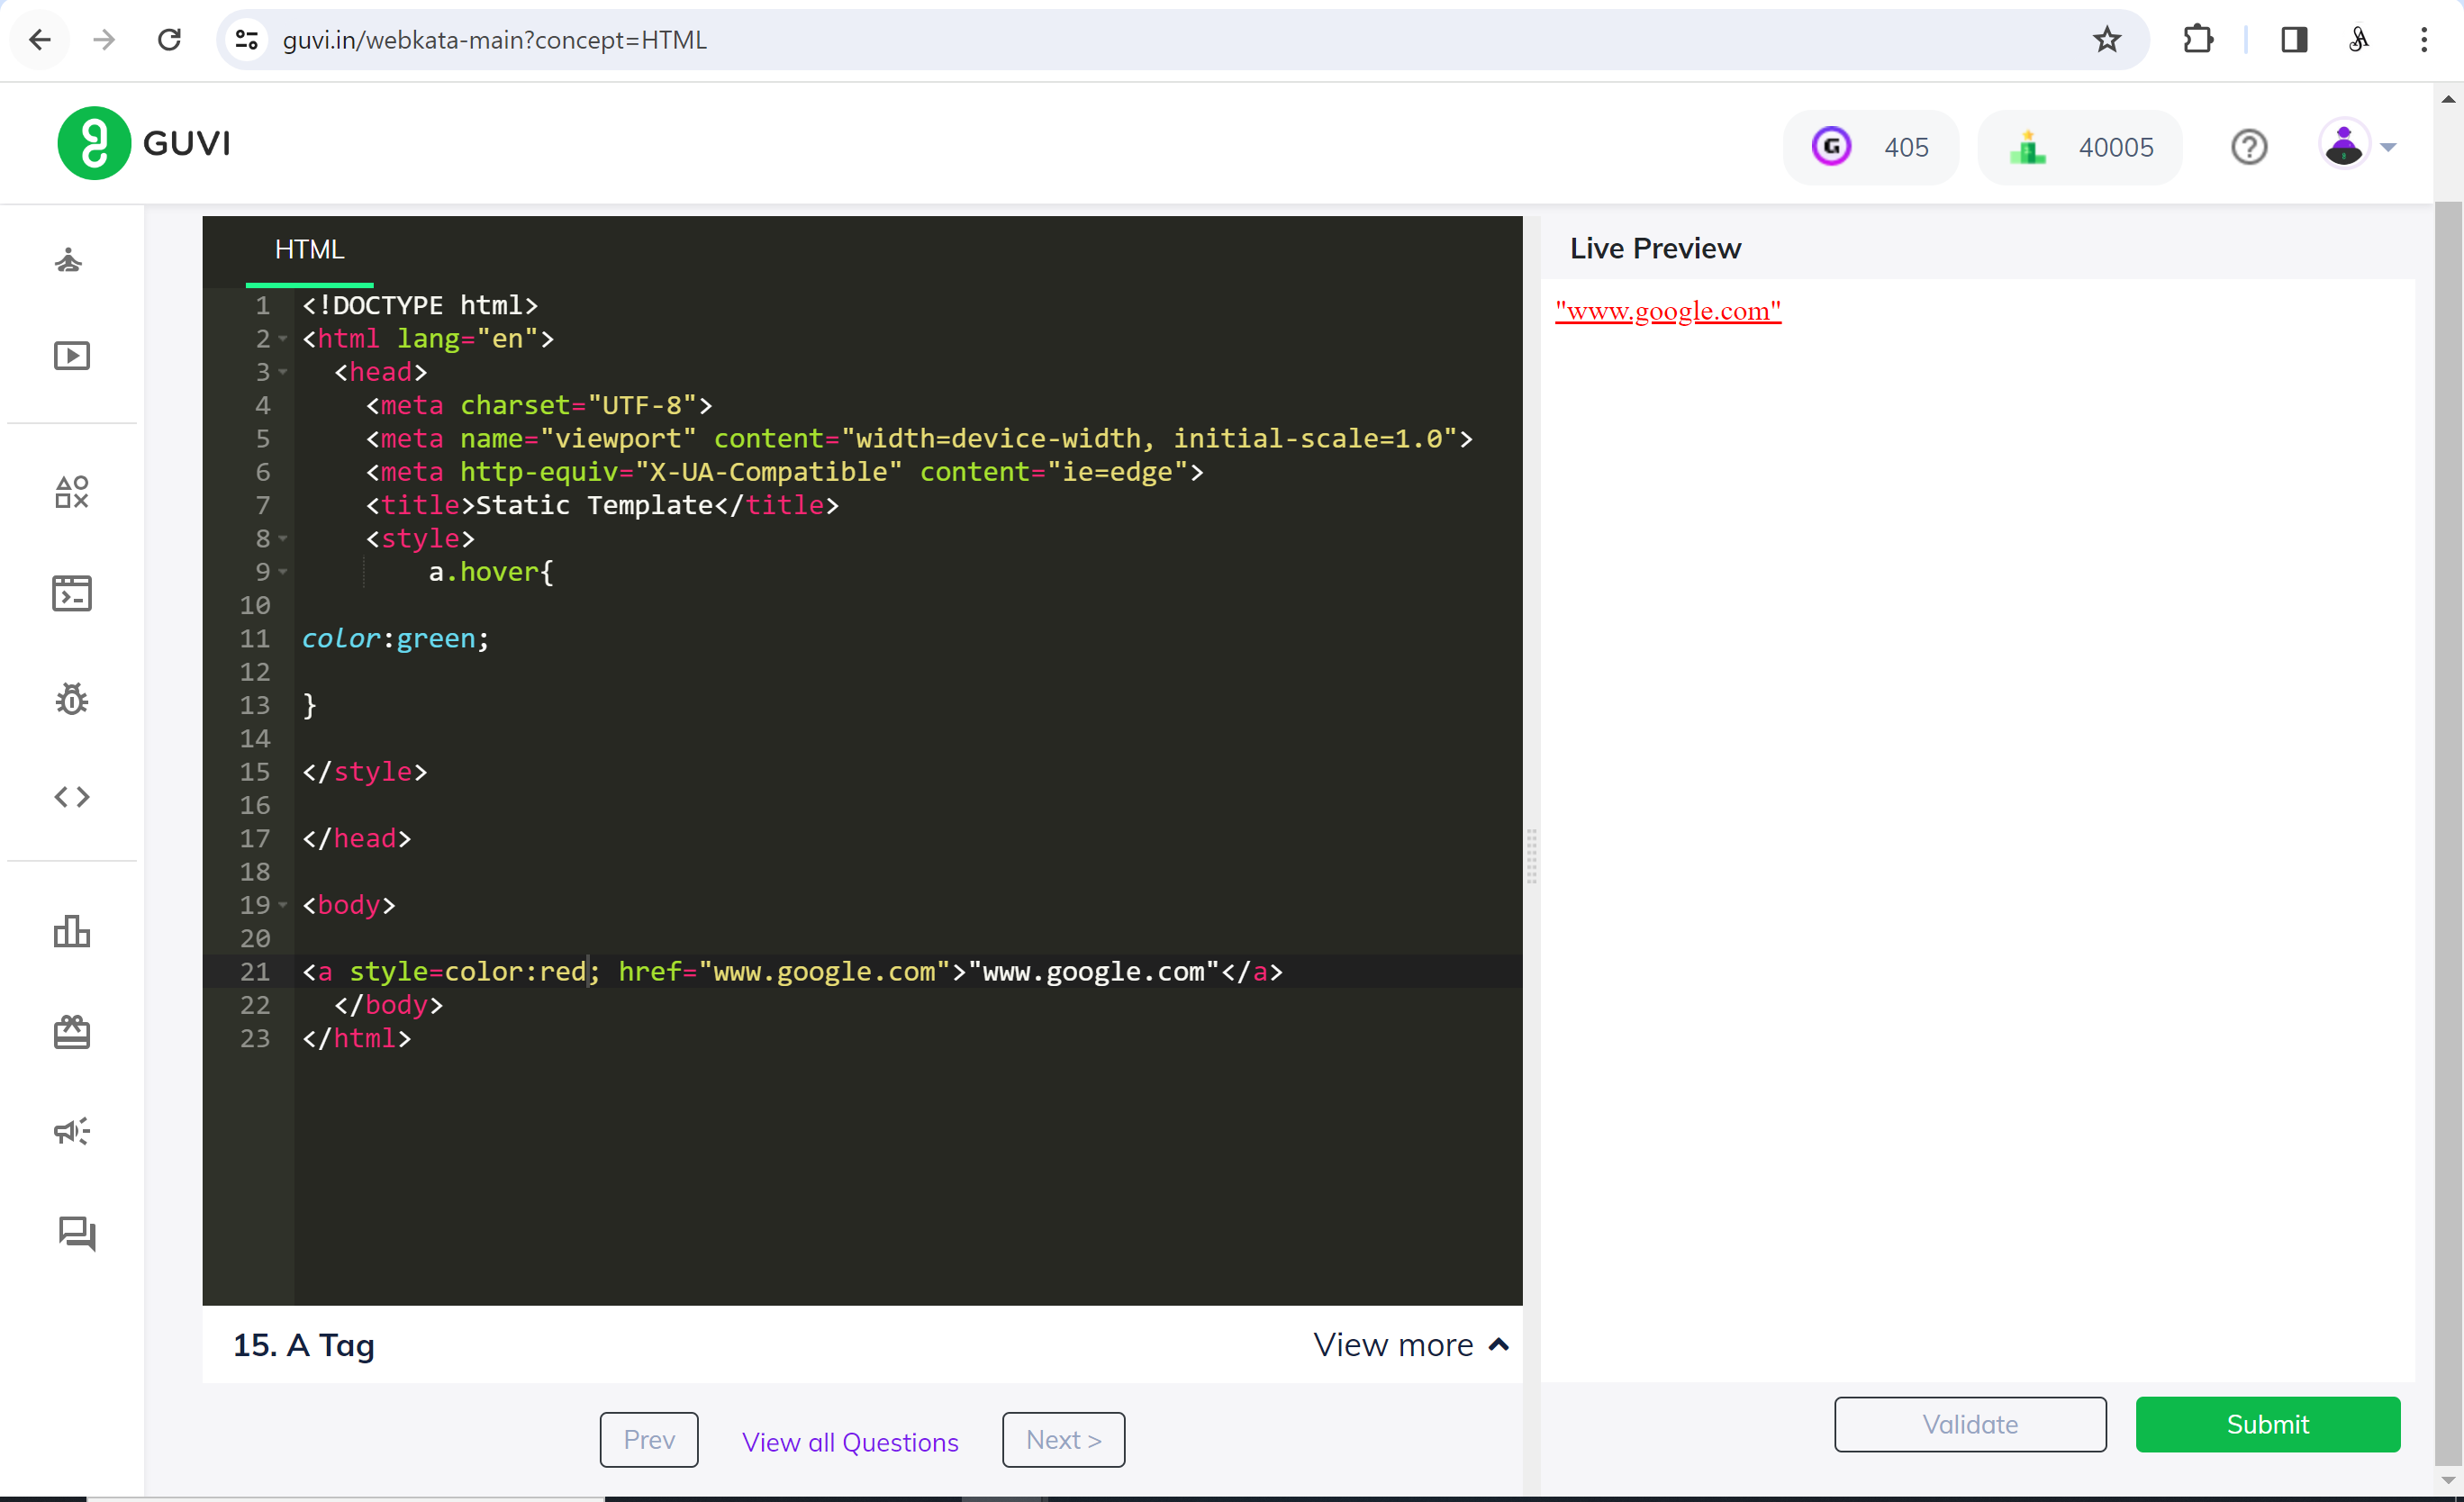 guvi.in/webkata-main?concept=HTML
GUVI
G 405
40005
HTML
Live Preview
1 <!DOCTYPE html>
2 <html lang="en">
3 <head>
4 <meta charset="UTF-8">
5 <meta name="viewport" content="width=device-width, initial-scale=1.0">
6 <meta http-equiv="X-UA-Compatible" content="ie=edge">
7 <title>Static Template</title>
8 <style>
9 a.hover{
10
11 color:green;
12
13 }
14
15 </style>
16
17 </head>
18
19 <body>
20
21 <a style=color:red; href="www.google.com">"www.google.com"</a>
22 </body>
23 </html>
"www.google.com"
15. A Tag
View more
Prev
View all Questions
Next >
Validate
Submit